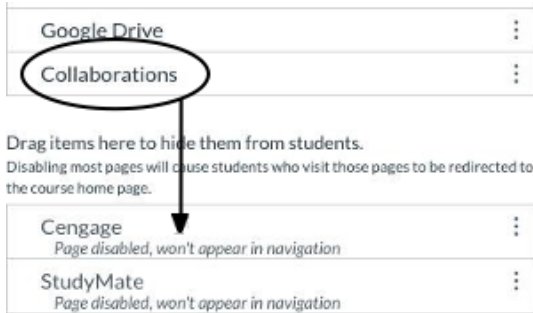 Google Drive
Collaborations
Drag items here to hide them from students.
Disabling most pages will cause students who visit those pages to be redirected to
the course home page.
Cengage
Page disabled, won't appear in navigation
StudyMate
Page disabled, won't appear in navigation